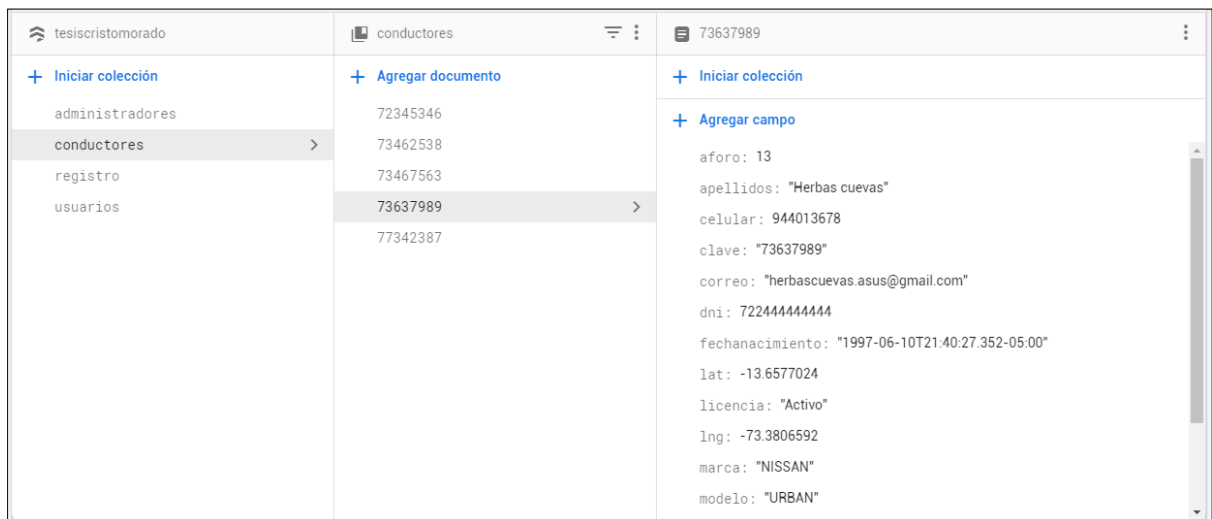 tesiscristomorado
+ Iniciar colección
administradores
conductores
registro
usuarios
conductores
+ Agregar documento
72345346
73462538
73467563
73637989
77342387
73637989
+ Iniciar colección
+ Agregar campo
aforo: 13
apellidos: "Herbas cuevas"
celular: 944013678
clave: "73637989"
correo: "herbascuevas.asus@gmail.com"
dni: 722444444444
fechanacimiento: "1997-06-10T21:40:27.352-05:00"
lat: -13.6577024
licencia: "Activo"
lng: -73.3806592
marca: "NISSAN"
modelo: "URBAN"